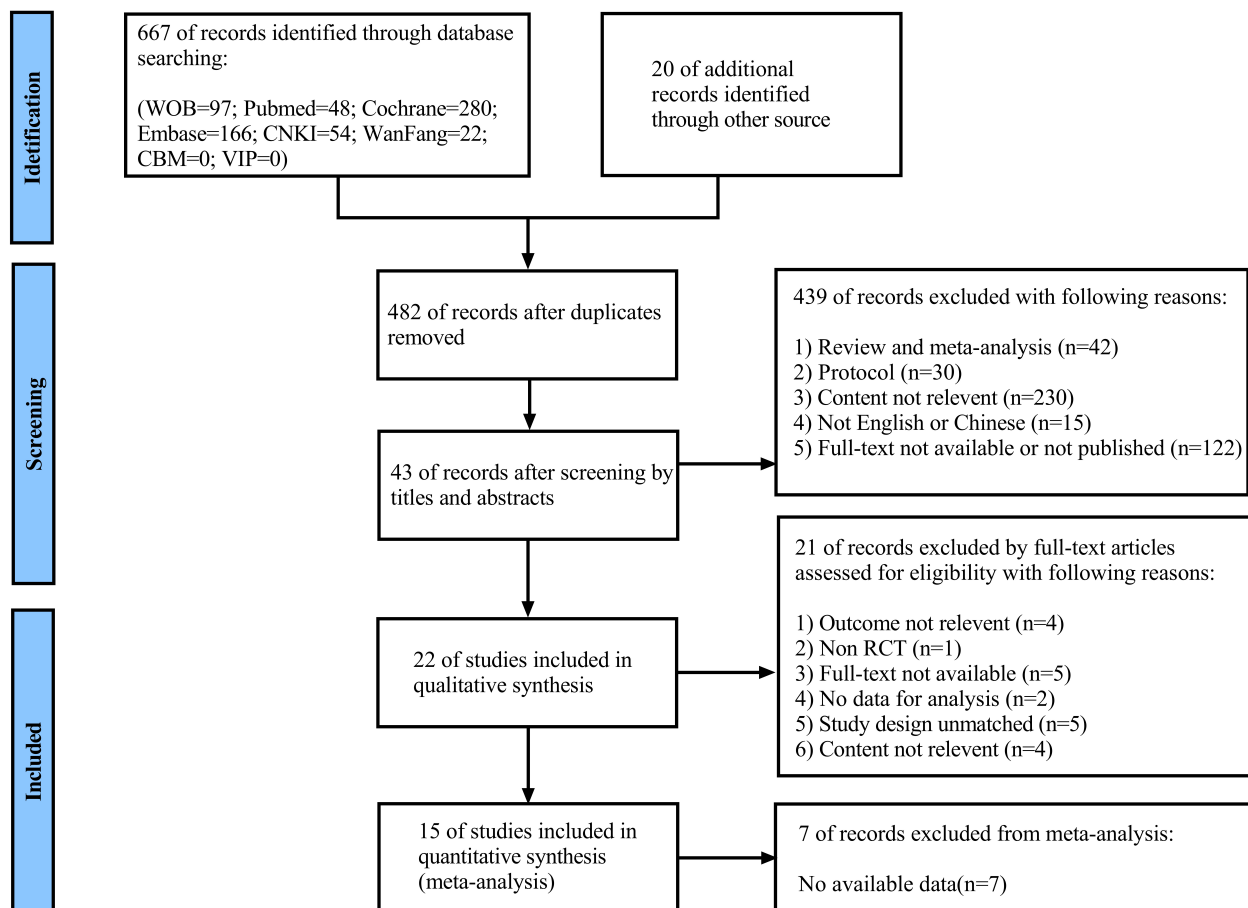 Idetification
667 of records identified through database
searching:
(WOB=97; Pubmed=48; Cochrane=280;
Embase=166; CNKI=54; WanFang=22;
CBM=0; VIP=0)
20 of additional
records identified
through other source
Screening
482 of records after duplicates
removed
439 of records excluded with following reasons:
1) Review and meta-analysis (n=42)
2) Protocol (n=30)
3) Content not relevent (n=230)
4) Not English or Chinese (n=15)
5) Full-text not available or not published (n=122)
43 of records after screening by
titles and abstracts
21 of records excluded by full-text articles
assessed for eligibility with following reasons:
1) Outcome not relevent (n=4)
2) Non RCT (n=1)
3) Full-text not available (n=5)
4) No data for analysis (n=2)
5) Study design unmatched (n=5)
6) Content not relevent (n=4)
Included
22 of studies included in
qualitative synthesis
15 of studies included in
quantitative synthesis
(meta-analysis)
7 of records excluded from meta-analysis:
No available data(n=7)